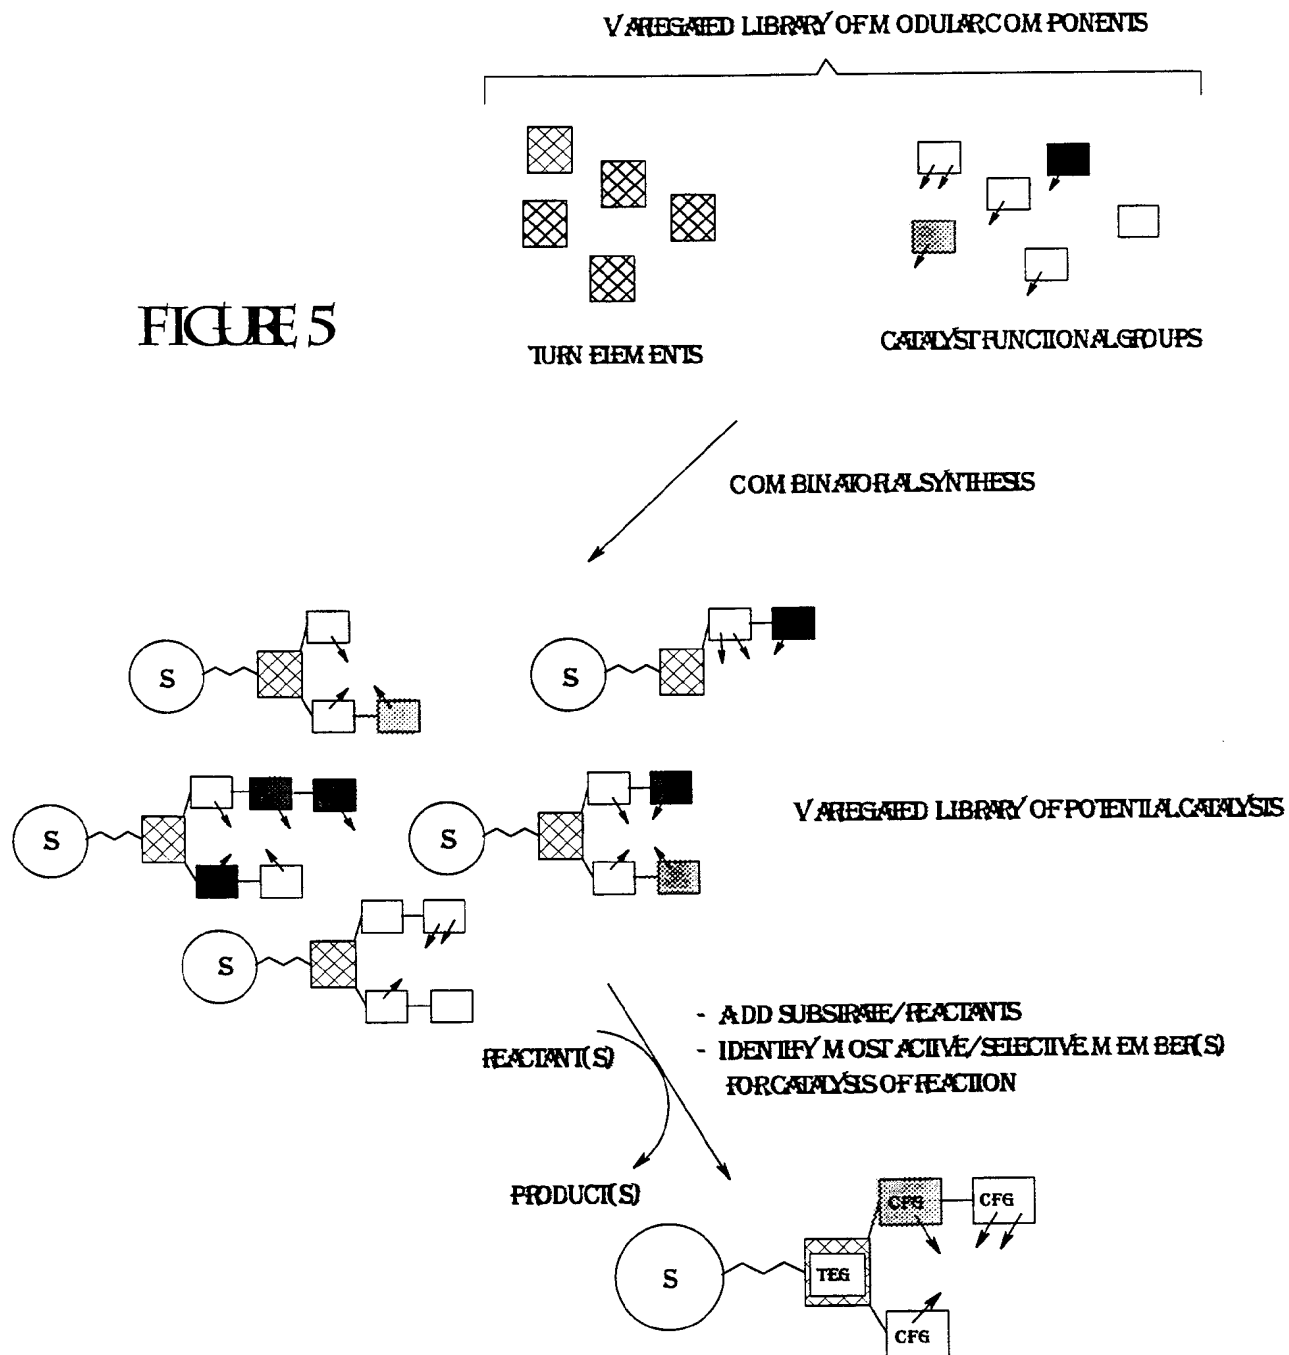 VARIEGATED LIBRARY OF MODULAR COMPONENTS
FIGURE 5
TURN ELEMENTS
CATALYST FUNCTIONAL GROUPS
COMBINATORIAL SYNTHESIS
S
S
S
S
VARIEGATED LIBRARY OF POTENTIAL CATALYSTS
S
- ADD SUBSTRATE/REACTANTS
- IDENTIFY MOST ACTIVE/SELECTIVE MEMBER(S)
FOR CATALYSIS OF REACTION
REACTANT(S)
PRODUCT(S)
CFG
CFG
S
TEG
CFG